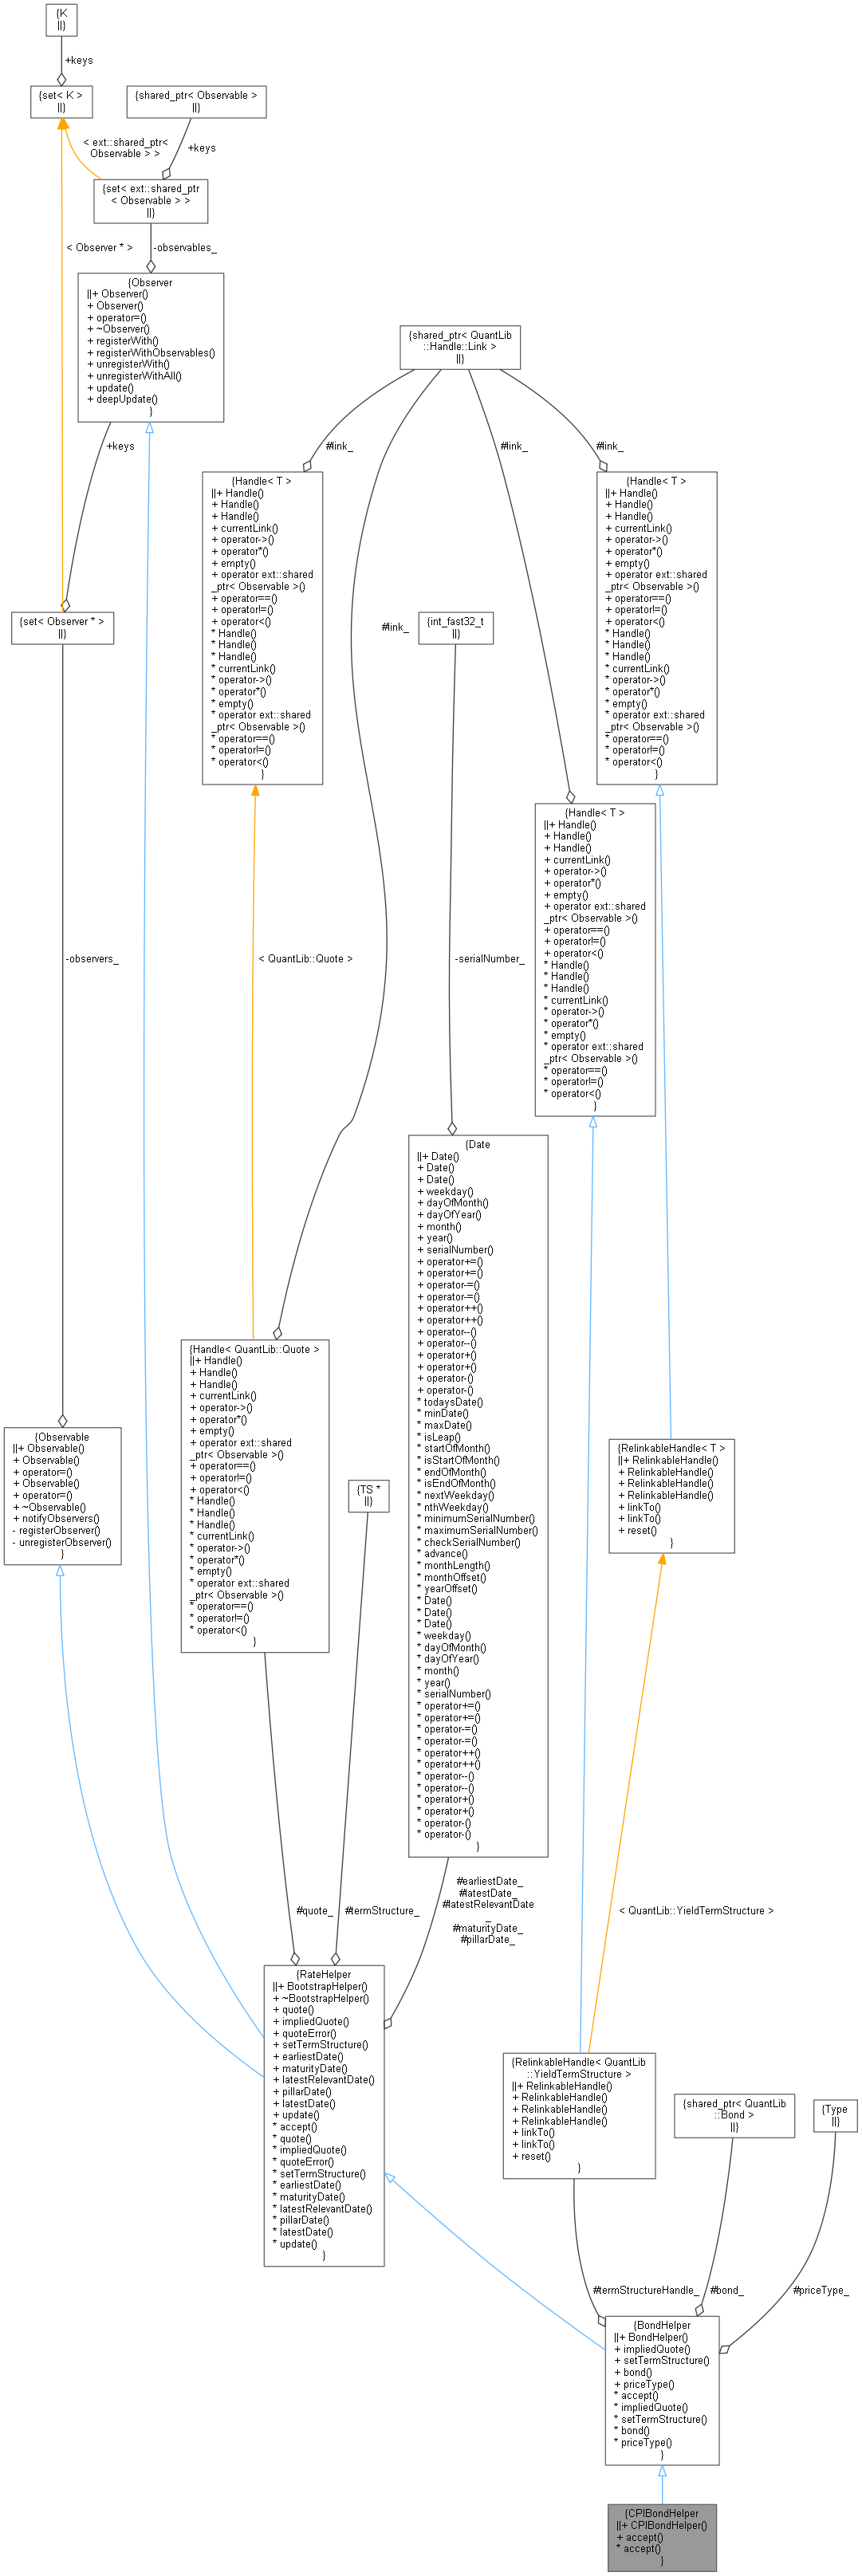 {K
||}
+keys
{set< K >
||}
{shared_ptr< Observable >
||}
< ext::shared_ptr<
Observable > >
+keys
{set< ext::shared_ptr
< Observable > >
||}
< Observer * >
-observables_
{Observer
||+ Observer()
+ Observer()
+ operator=()
+ ~Observer()
+ registerWith()
+ registerWithObservables()
+ unregisterWith()
+ unregisterWithAll()
+ update()
+ deepUpdate()
}
{shared_ptr< QuantLib
::Handle::Link >
||}
+keys
#link_
#link_
#link_
{Handle< T >
||+ Handle()
+ Handle()
+ Handle()
+ currentLink()
+ operator->()
+ operator*()
+ empty()
+ operator ext::shared
_ptr< Observable >()
+ operator==()
+ operator!=()
+ operator<()
* Handle()
* Handle()
* Handle()
* currentLink()
* operator->()
* operator*()
* empty()
* operator ext::shared
_ptr< Observable >()
* operator==()
* operator!=()
* operator<()
}
{Handle< T >
||+ Handle()
+ Handle()
+ Handle()
+ currentLink()
+ operator->()
+ operator*()
+ empty()
+ operator ext::shared
_ptr< Observable >()
+ operator==()
+ operator!=()
+ operator<()
* Handle()
* Handle()
* Handle()
* currentLink()
* operator->()
* operator*()
* empty()
* operator ext::shared
_ptr< Observable >()
* operator==()
* operator!=()
* operator<()
}
{set< Observer * >
||}
#link_
{int_fast32_t
||}
{Handle< T >
||+ Handle()
+ Handle()
+ Handle()
+ currentLink()
+ operator->()
+ operator*()
+ empty()
+ operator ext::shared
_ptr< Observable >()
+ operator==()
+ operator!=()
+ operator<()
* Handle()
* Handle()
* Handle()
* currentLink()
* operator->()
* operator*()
* empty()
* operator ext::shared
_ptr< Observable >()
* operator==()
* operator!=()
* operator<()
}
-observers_
< QuantLib::Quote >
-serialNumber_
{Date
||+ Date()
+ Date()
+ Date()
+ weekday()
+ dayOfMonth()
+ dayOfYear()
+ month()
+ year()
+ serialNumber()
+ operator+=()
+ operator+=()
+ operator-=()
+ operator-=()
+ operator++()
+ operator++()
+ operator--()
+ operator--()
+ operator+()
+ operator+()
+ operator-()
+ operator-()
* todaysDate()
* minDate()
* maxDate()
* isLeap()
* startOfMonth()
* isStartOfMonth()
* endOfMonth()
* isEndOfMonth()
* nextWeekday()
* nthWeekday()
* minimumSerialNumber()
* maximumSerialNumber()
* checkSerialNumber()
* advance()
* monthLength()
* monthOffset()
* yearOffset()
* Date()
* Date()
* Date()
* weekday()
* dayOfMonth()
* dayOfYear()
* month()
* year()
* serialNumber()
* operator+=()
* operator+=()
* operator-=()
* operator-=()
* operator++()
* operator++()
* operator--()
* operator--()
* operator+()
* operator+()
* operator-()
* operator-()
}
{Handle< QuantLib::Quote >
||+ Handle()
+ Handle()
+ Handle()
+ currentLink()
+ operator->()
+ operator*()
+ empty()
+ operator ext::shared
_ptr< Observable >()
+ operator==()
+ operator!=()
+ operator<()
* Handle()
* Handle()
* Handle()
* currentLink()
* operator->()
* operator*()
* empty()
* operator ext::shared
_ptr< Observable >()
* operator==()
* operator!=()
* operator<()
}
{Observable
||+ Observable()
+ Observable()
+ operator=()
+ Observable()
+ operator=()
+ ~Observable()
+ notifyObservers()
- registerObserver()
- unregisterObserver()
}
{TS *
||}
{RelinkableHandle< T >
||+ RelinkableHandle()
+ RelinkableHandle()
+ RelinkableHandle()
+ RelinkableHandle()
+ linkTo()
+ linkTo()
+ reset()
}
#quote_
#termStructure_
#earliestDate_
#latestDate_
#latestRelevantDate
_
#maturityDate_
#pillarDate_
< QuantLib::YieldTermStructure >
{RateHelper
||+ BootstrapHelper()
+ ~BootstrapHelper()
+ quote()
+ impliedQuote()
+ quoteError()
+ setTermStructure()
+ earliestDate()
+ maturityDate()
+ latestRelevantDate()
+ pillarDate()
+ latestDate()
+ update()
* accept()
* quote()
* impliedQuote()
* quoteError()
* setTermStructure()
* earliestDate()
* maturityDate()
* latestRelevantDate()
* pillarDate()
* latestDate()
* update()
}
{RelinkableHandle< QuantLib
::YieldTermStructure >
||+ RelinkableHandle()
+ RelinkableHandle()
+ RelinkableHandle()
+ RelinkableHandle()
+ linkTo()
+ linkTo()
+ reset()
}
{shared_ptr< QuantLib
::Bond >
||}
{Type
||}
#termStructureHandle_
#bond_
#priceType_
{BondHelper
||+ BondHelper()
+ impliedQuote()
+ setTermStructure()
+ bond()
+ priceType()
* accept()
* impliedQuote()
* setTermStructure()
* bond()
* priceType()
}
{CPIBondHelper
||+ CPIBondHelper()
+ accept()
* accept()
}